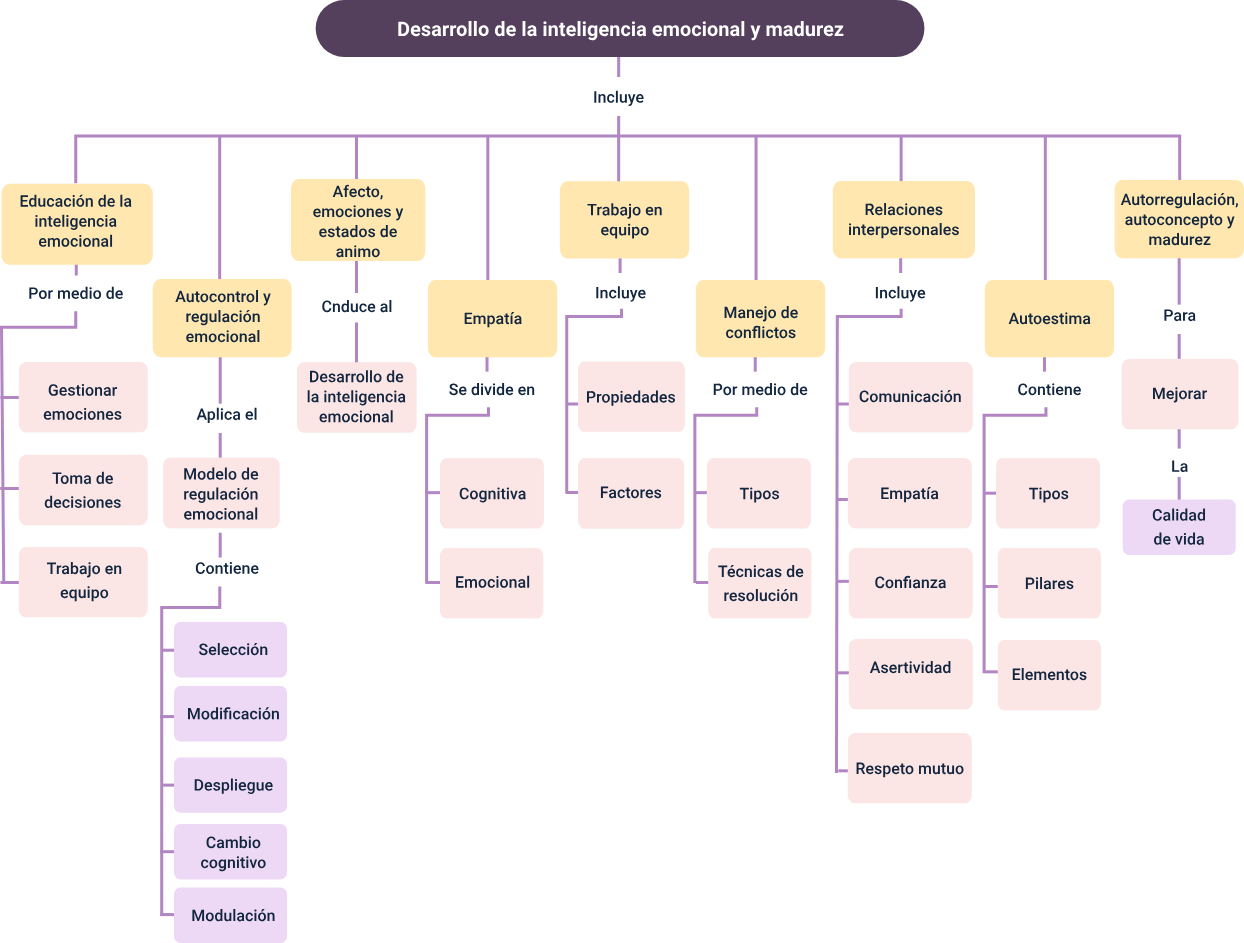 Desarrollo de la inteligencia emocional y madurez
Incluye
Educación de la
inteligencia
emocional
Por medio de
Gestionar
emociones
Toma de
decisiones
Trabajo en
equipo
Autocontrol y
regulación
emocional
Aplica el
Modelo de
regulación
emocional
Contiene
Selección
Modificación
Despliegue
Cambio
cognitivo
Modulación
Afecto,
emociones y
estados de
animo
Cnduce al
Desarrollo de
la inteligencia
emocional
Empatía
Se divide en
Cognitiva
Emocional
Trabajo en
equipo
Incluye
Propiedades
Factores
Manejo de
conflictos
Por medio de
Tipos
Técnicas de
resolución
Relaciones
interpersonales
Incluye
Comunicación
Empatía
Confianza
Asertividad
Respeto mutuo
Autoestima
Contiene
Tipos
Pilares
Elementos
Autorregulación,
autoconcepto y
madurez
Para
Mejorar
La
Calidad
de vida